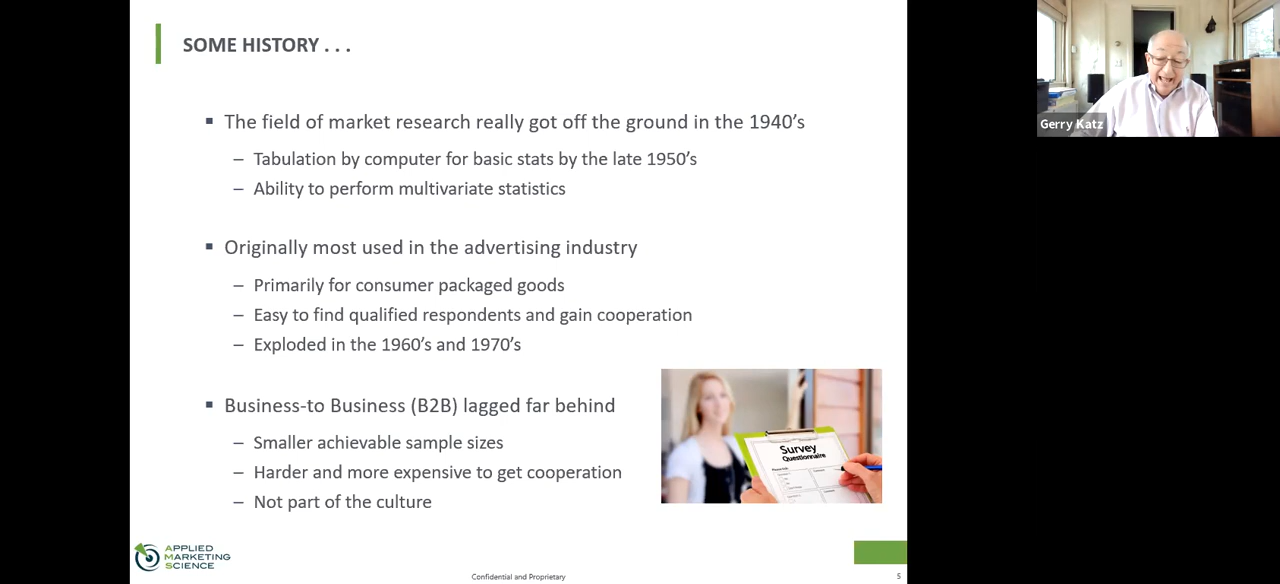 SOME HISTORY . . .
▪ The field of market research really got off the ground in the 1940's
– Tabulation by computer for basic stats by the late 1950's
– Ability to perform multivariate statistics
▪ Originally most used in the advertising industry
– Primarily for consumer packaged goods
– Easy to find qualified respondents and gain cooperation
– Exploded in the 1960's and 1970's
▪ Business-to Business (B2B) lagged far behind
– Smaller achievable sample sizes
– Harder and more expensive to get cooperation
– Not part of the culture
Survey
Questionnaire
APPLIED
MARKETING
SCIENCE
Confidential and Proprietary
5
Gerry Katz